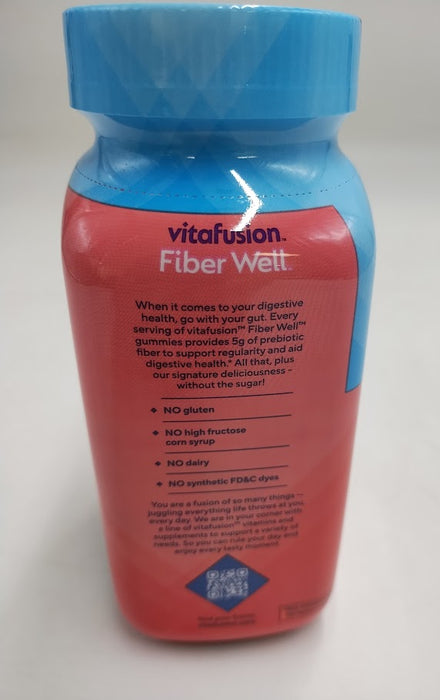 vitafusion™
Fiber Well™
When it comes to your digestive
health, go with your gut. Every
serving of vitafusion™ Fiber Well™
gummies provides 5g of prebiotic
fiber to support regularity and aid
digestive health.* All that, plus
our signature deliciousness –
without the sugar!
NO gluten
NO high fructose
corn syrup
NO dairy
NO synthetic FD&C dyes
You are a fusion of so many things –
juggling everything life throws at you,
every day. We are in your corner with
a line of vitafusion™ vitamins and
supplements to support a variety of
needs. So you can rule your day and
enjoy every tasty moment